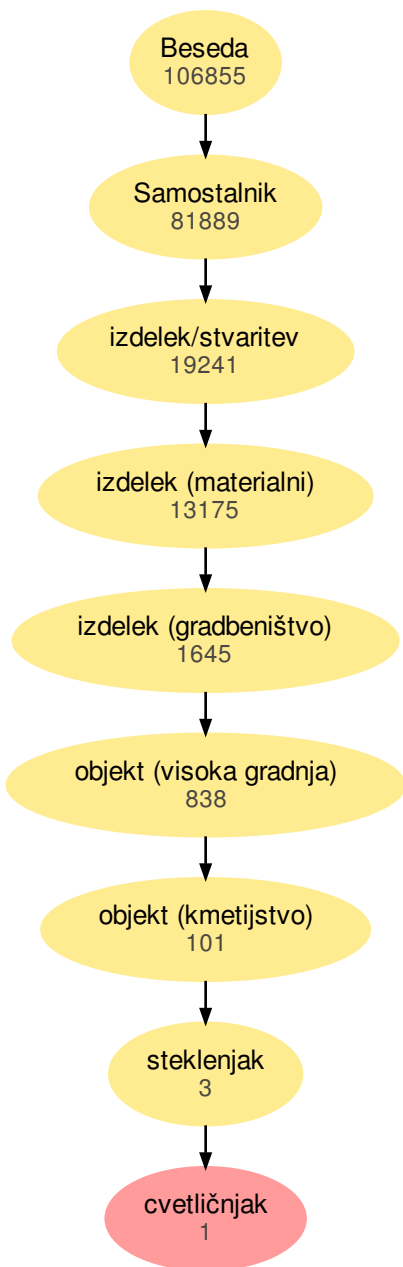 Beseda
106855
Samostalnik
81889
izdelek/stvaritev
19241
izdelek (materialni)
13175
izdelek (gradbeništvo)
1645
objekt (visoka gradnja)
838
objekt (kmetijstvo)
101
steklenjak
3
cvetličnjak
1